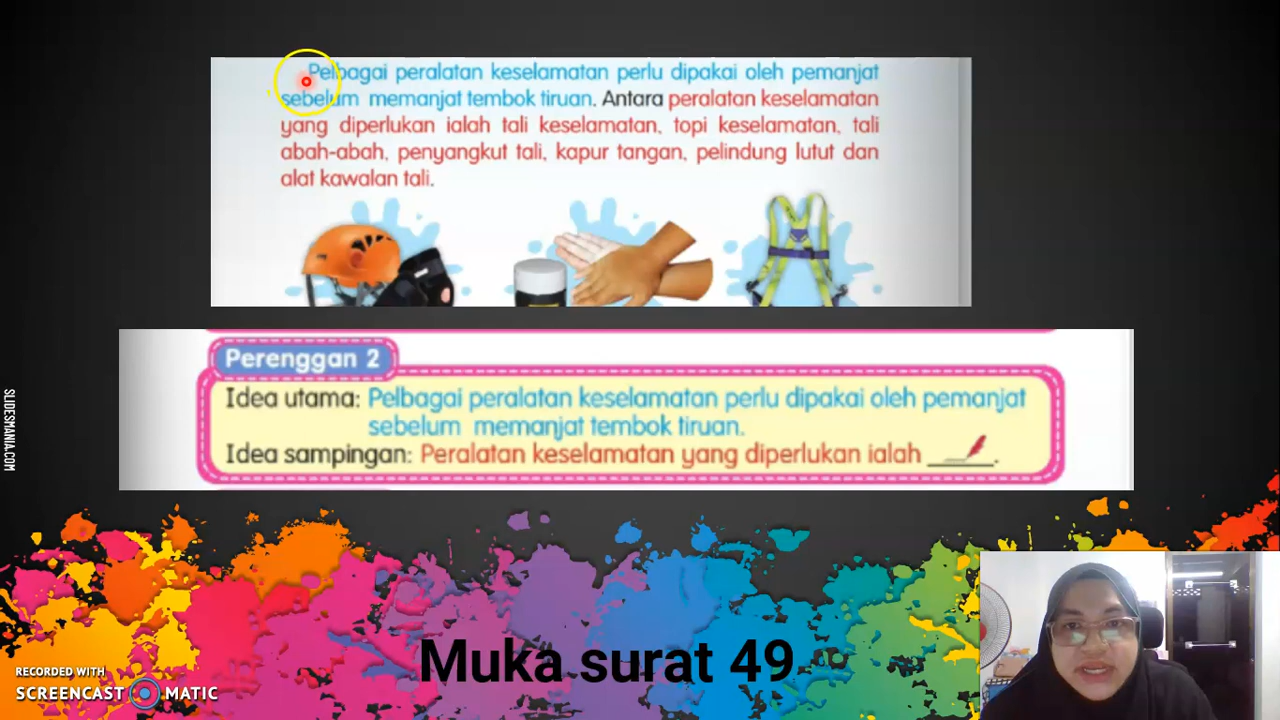 Pelbagai peralatan keselamatan perlu dipakai oleh pemanjat
sebelum memanjat tembok tiruan. Antara peralatan keselamatan
yang diperlukan ialah tali keselamatan, topi keselamatan, tali
abah-abah, penyangkut tali, kapur tangan, pelindung lutut dan
alat kawalan tali.
Perenggan 2
Idea utama: Pelbagai peralatan keselamatan perlu dipakai oleh pemanjat
sebelum memanjat tembok tiruan.
Idea sampingan: Peralatan keselamatan yang diperlukan ialah ______.
SLIDESMANIA.COM
Muka surat 49
RECORDED WITH
SCREENCAST MATIC